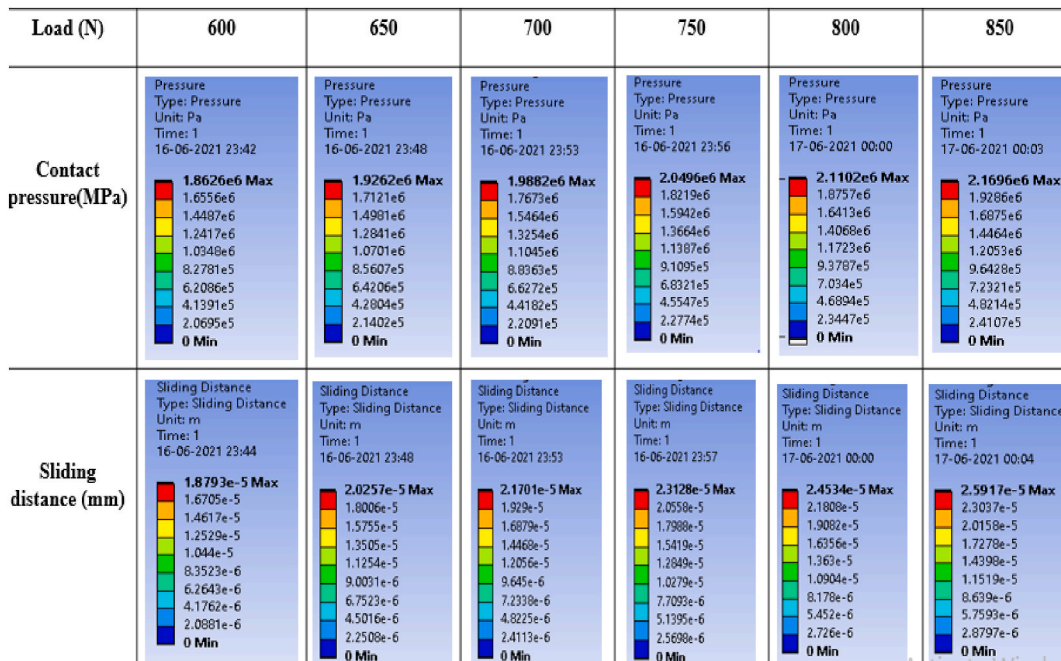 Load (N) 600 650 700 750 800 850
Contact
pressure(MPa)
Pressure
Type: Pressure
Unit: Pa
Time: 1
16-06-2021 23:42
1.8626e6 Max
1.6556e6
1.4487e6
1.2417e6
1.0348e6
8.2781e5
6.2086e5
4.1391e5
2.0695e5
0 Min
Pressure
Type: Pressure
Unit: Pa
Time: 1
16-06-2021 23:48
1.9262e6 Max
1.7121e6
1.4981e6
1.2841e6
1.0701e6
8.5607e5
6.4206e5
4.2804e5
2.1402e5
0 Min
Pressure
Type: Pressure
Unit: Pa
Time: 1
16-06-2021 23:53
1.9882e6 Max
1.7673e6
1.5464e6
1.3254e6
1.1045e6
8.8363e5
6.6272e5
4.4182e5
2.2091e5
0 Min
Pressure
Type: Pressure
Unit: Pa
Time: 1
16-06-2021 23:56
2.0496e6 Max
1.8219e6
1.5942e6
1.3664e6
1.1387e6
9.1095e5
6.8321e5
4.5547e5
2.2774e5
0 Min
Pressure
Type: Pressure
Unit: Pa
Time: 1
17-06-2021 00:00
2.1102e6 Max
1.8757e6
1.6413e6
1.4068e6
1.1723e6
9.3787e5
7.034e5
4.6894e5
2.3447e5
0 Min
Pressure
Type: Pressure
Unit: Pa
Time: 1
17-06-2021 00:03
2.1696e6 Max
1.9286e6
1.6875e6
1.4464e6
1.2053e6
9.6428e5
7.2321e5
4.8214e5
2.4107e5
0 Min
Sliding
distance (mm)
Sliding Distance
Type: Sliding Distance
Unit: m
Time: 1
16-06-2021 23:44
1.8793e-5 Max
1.6705e-5
1.4617e-5
1.2529e-5
1.044e-5
8.3523e-6
6.2643e-6
4.1762e-6
2.0881e-6
0 Min
Sliding Distance
Type: Sliding Distance
Unit: m
Time: 1
16-06-2021 23:48
2.0257e-5 Max
1.8006e-5
1.5755e-5
1.3505e-5
1.1254e-5
9.0031e-6
6.7523e-6
4.5016e-6
2.2508e-6
0 Min
Sliding Distance
Type: Sliding Distance
Unit: m
Time: 1
16-06-2021 23:53
2.1701e-5 Max
1.929e-5
1.6879e-5
1.4468e-5
1.2056e-5
9.645e-6
7.2338e-6
4.8225e-6
2.4113e-6
0 Min
Sliding Distance
Type: Sliding Distance
Unit: m
Time: 1
16-06-2021 23:57
2.3128e-5 Max
2.0558e-5
1.7988e-5
1.5419e-5
1.2849e-5
1.0279e-5
7.7093e-6
5.1395e-6
2.5698e-6
0 Min
Sliding Distance
Type: Sliding Distance
Unit: m
Time: 1
17-06-2021 00:00
2.4534e-5 Max
2.1808e-5
1.9082e-5
1.6356e-5
1.363e-5
1.0904e-5
8.178e-6
5.452e-6
2.726e-6
0 Min
Sliding Distance
Type: Sliding Distance
Unit: m
Time: 1
17-06-2021 00:04
2.5917e-5 Max
2.3037e-5
2.0158e-5
1.7278e-5
1.4398e-5
1.1519e-5
8.639e-6
5.7593e-6
2.8797e-6
0 Min